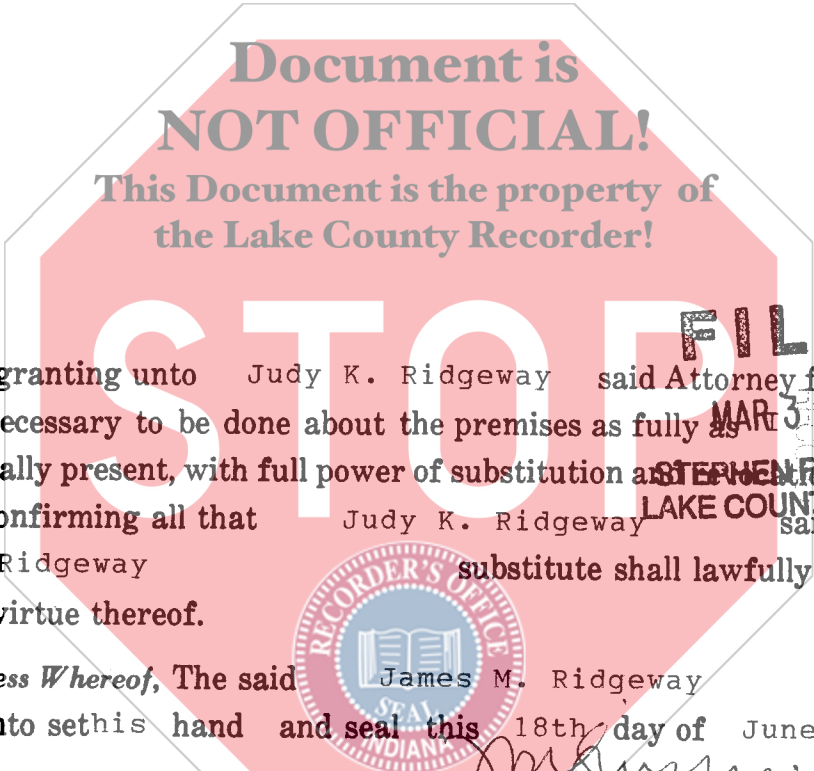 Document is
NOT OFFICIAL!
This Document is the property of
the Lake County Recorder!
STOP
FIL
granting unto Judy K. Ridgeway said Attorney f
ecessary to be done about the premises as fully as I
MAR 3
ally present, with full power of substitution and
STEPHEN
onfirming all that Judy K. Ridgeway sai
LAKE COUNT
Ridgeway substitute shall lawfully
virtue thereof.
RECORDER'S OFFICE
SEAL
INDIANA
ess Whereof, The said James M. Ridgeway
nto set his hand and seal this 18th day of June